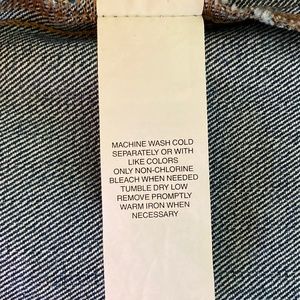 MACHINE WASH COLD
SEPARATELY OR WITH
LIKE COLORS
ONLY NON-CHLORINE
BLEACH WHEN NEEDED
TUMBLE DRY LOW
REMOVE PROMPTLY
WARM IRON WHEN
NECESSARY